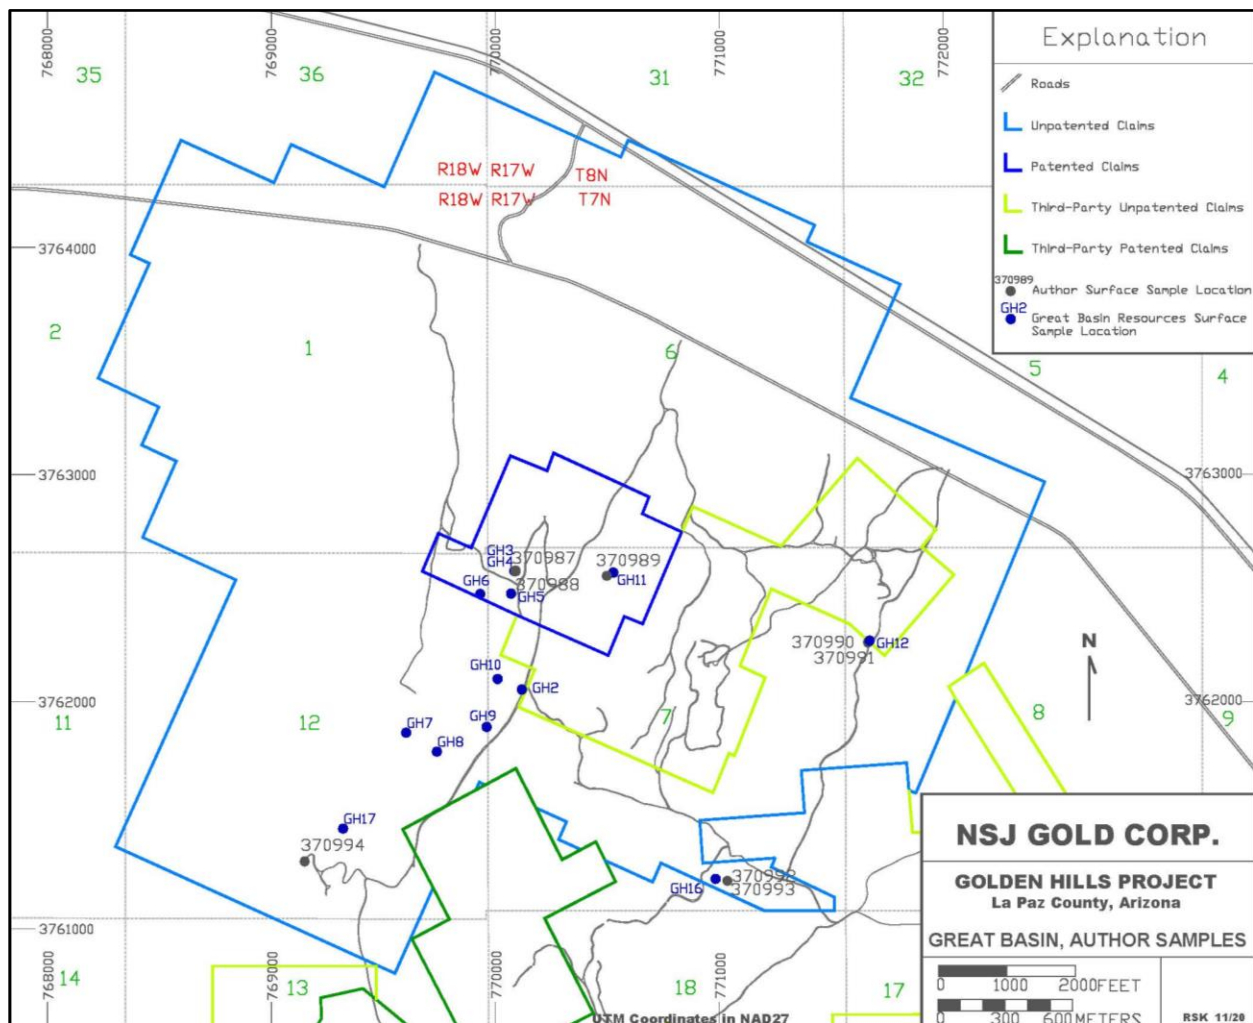 768000
769000
770000
771000
772000
35
36
31
32
Explanation
Roads
Unpatented Claims
Patented Claims
Third-Party Unpatented Claims
Third-Party Patented Claims
370989
Author Surface Sample Location
GH2
Great Basin Resources Surface
Sample Location
R18W R17W T8N
R18W R17W T7N
3764000
2
1
6
5
4
3763000
3763000
GH3
370987
GH4
370989
GH6
370988
GH5
GH11
370990
GH12
370991
N
GH10
GH2
3762000
3762000
11
12
7
8
9
GH7
GH9
GH8
GH17
370994
370992
GH16
370993
NSJ GOLD CORP.
GOLDEN HILLS PROJECT
La Paz County, Arizona
GREAT BASIN, AUTHOR SAMPLES
3761000
14
13
18
17
768000
769000
770000
771000
0 1000 2000FEET
0 300 600METERS
RSK 11/20
UTM Coordinates in NAD27